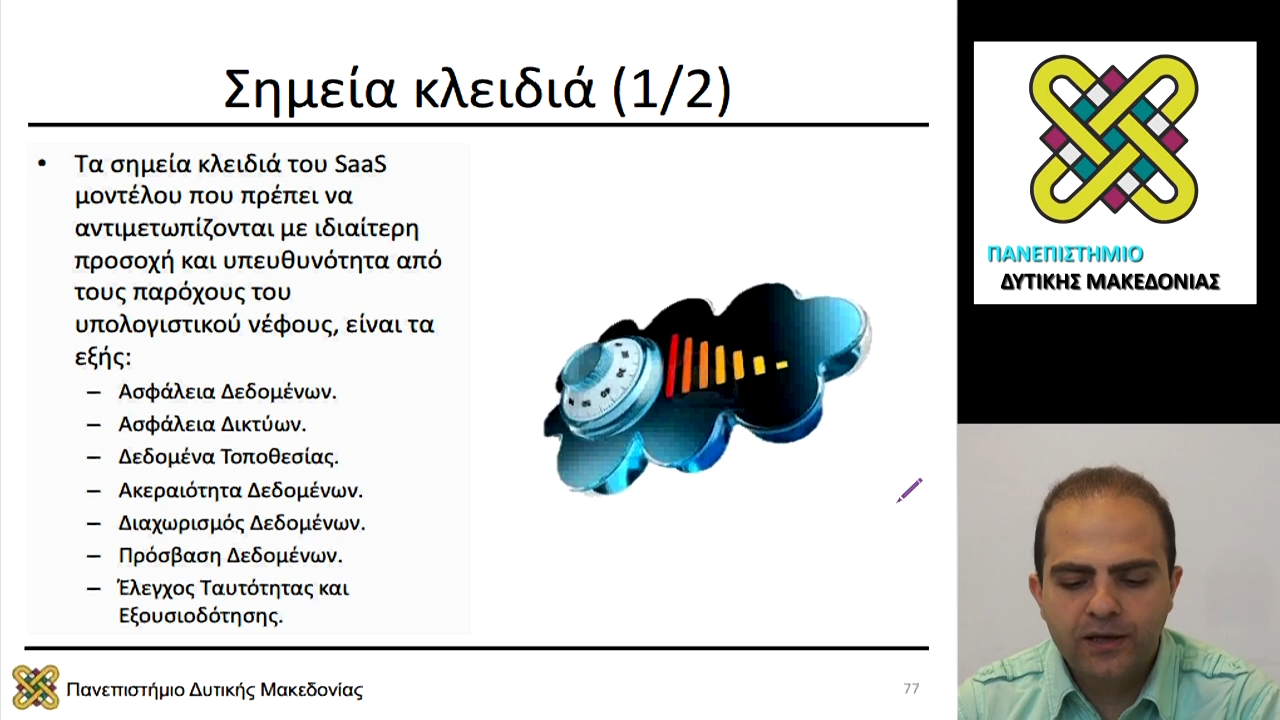 Σημεία κλειδιά (1/2)
• Τα σημεία κλειδιά του SaaS
μοντέλου που πρέπει να
αντιμετωπίζονται με ιδιαίτερη
προσοχή και υπευθυνότητα από
τους παρόχους του
υπολογιστικού νέφους, είναι τα
εξής:
– Ασφάλεια Δεδομένων.
– Ασφάλεια Δικτύων.
– Δεδομένα Τοποθεσίας.
– Ακεραιότητα Δεδομένων.
– Διαχωρισμός Δεδομένων.
– Πρόσβαση Δεδομένων.
– Έλεγχος Ταυτότητας και
Εξουσιοδότησης.
Πανεπιστήμιο Δυτικής Μακεδονίας
77
ΠΑΝΕΠΙΣΤΗΜΙΟ
ΔΥΤΙΚΗΣ ΜΑΚΕΔΟΝΙΑΣ